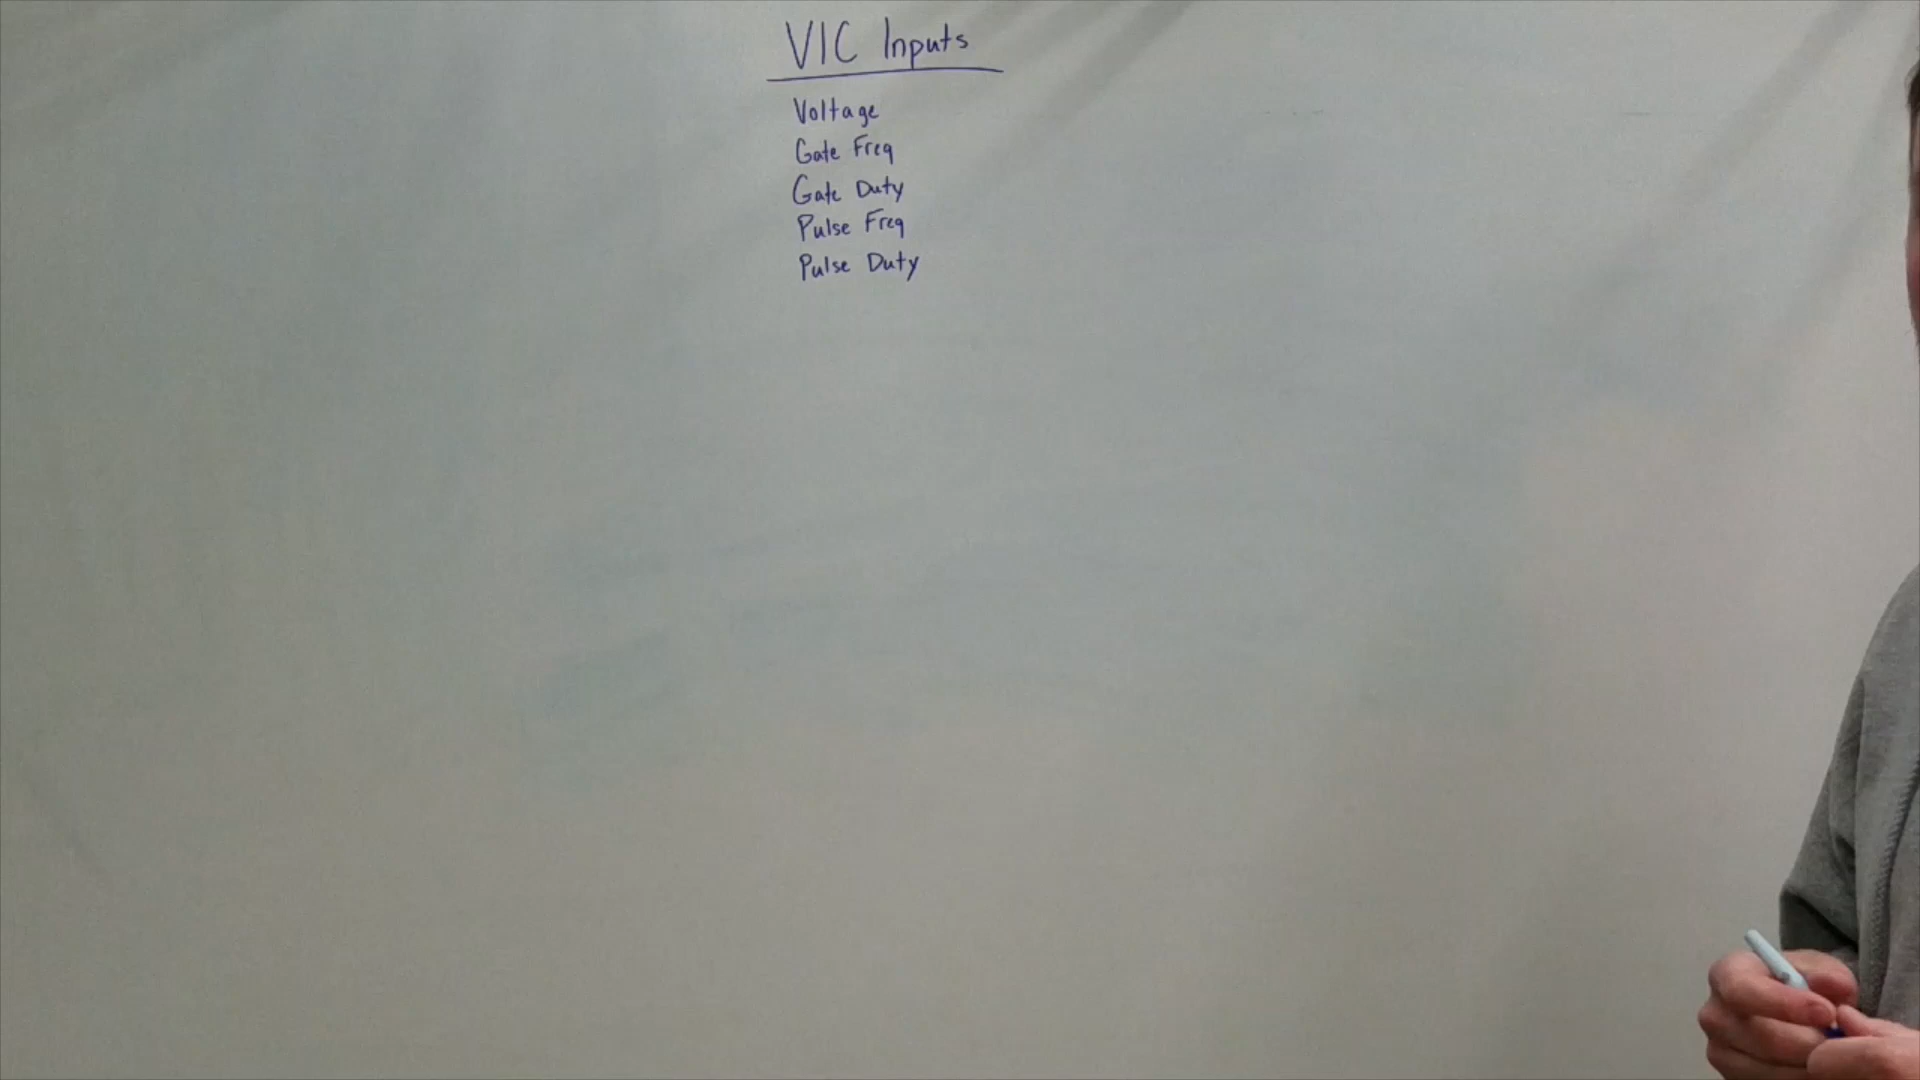 VIC Inputs
Voltage
Gate Freq
Gate Duty
Pulse Freq
Pulse Duty